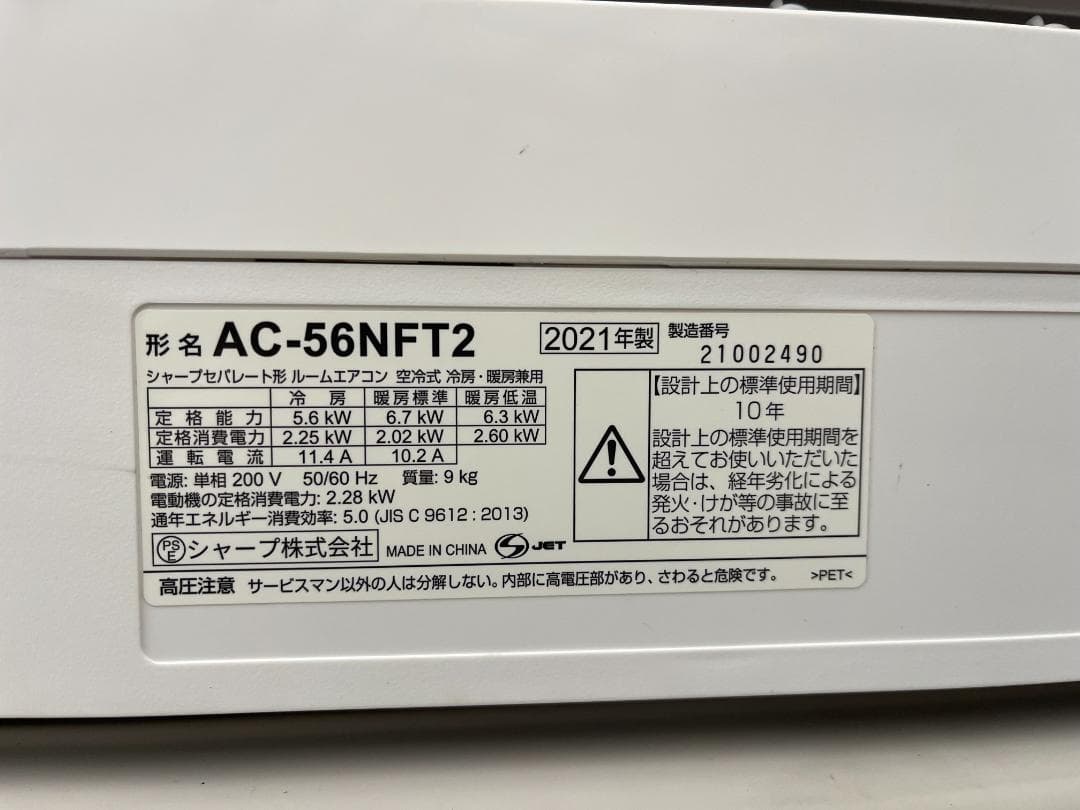 形名 AC-56NFT2 2021年製 製造番号 21002490
シャープセパレート形 ルームエアコン 空冷式 冷房・暖房兼用
冷房 暖房標準 暖房低温
定格能力 5.6 kW 6.7 kW 6.3 kW
定格消費電力 2.25 kW 2.02 kW 2.60 kW
運転電流 11.4 A 10.2 A
電源: 単相 200 V 50/60 Hz 質量: 9 kg
電動機の定格消費電力: 2.28 kW
通年エネルギー消費効率: 5.0 (JIS C 9612 : 2013)
PSE シャープ株式会社 MADE IN CHINA S JET
【設計上の標準使用期間】
10年
設計上の標準使用期間を
超えてお使いいただいた
場合は、経年劣化による
発火・けが等の事故に至
るおそれがあります。
高圧注意 サービスマン以外の人は分解しない。内部に高電圧部があり、さわると危険です。 >PET<